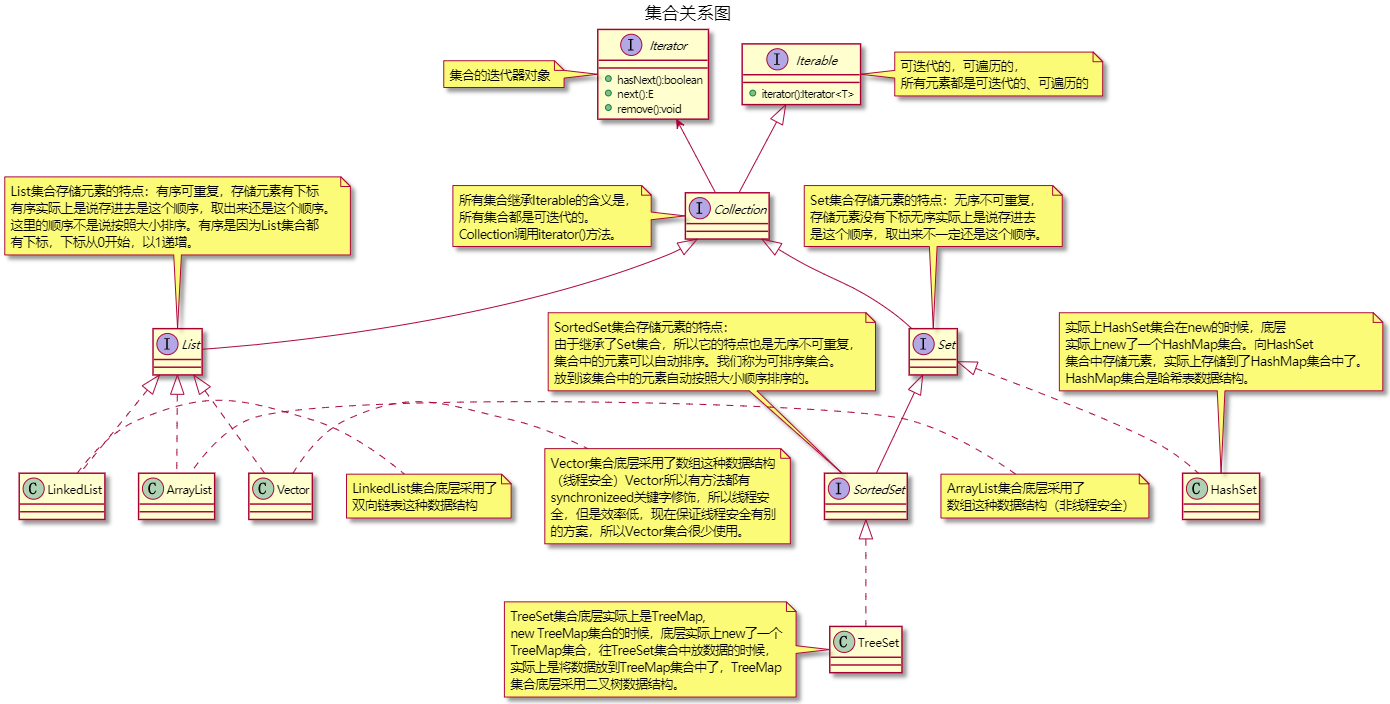 集合关系图
I Iterator
hasNext():boolean
next():E
remove():void
集合的迭代器对象
I Iterable
iterator():Iterator<T>
可迭代的，可遍历的，
所有元素都是可迭代的、可遍历的
List集合存储元素的特点：有序可重复，存储元素有下标
有序实际上是说存进去是这个顺序，取出来还是这个顺序。
这里的顺序不是说按照大小排序。有序是因为List集合都
有下标，下标从0开始，以1递增。
所有集合继承Iterable的含义是，
所有集合都是可迭代的。
Collection调用iterator()方法。
I Collection
Set集合存储元素的特点：无序不可重复，
存储元素没有下标无序实际上是说存进去
是这个顺序，取出来不一定还是这个顺序。
I List
SortedSet集合存储元素的特点：
由于继承了Set集合，所以它的特点也是无序不可重复，
集合中的元素可以自动排序。我们称为可排序集合。
放到该集合中的元素自动按照大小顺序排序的。
I Set
实际上HashSet集合在new的时候，底层
实际上new了一个HashMap集合。向HashSet
集合中存储元素，实际上存储到了HashMap集合中了。
HashMap集合是哈希表数据结构。
C LinkedList
C ArrayList
C Vector
LinkedList集合底层采用了
双向链表这种数据结构
Vector集合底层采用了数组这种数据结构
（线程安全）Vector所以有方法都有
synchronizeed关键字修饰，所以线程安
全，但是效率低，现在保证线程安全有别
的方案，所以Vector集合很少使用。
I SortedSet
ArrayList集合底层采用了
数组这种数据结构（非线程安全）
C HashSet
TreeSet集合底层实际上是TreeMap,
new TreeMap集合的时候，底层实际上new了一个
TreeMap集合，往TreeSet集合中放数据的时候，
实际上是将数据放到TreeMap集合中了，TreeMap
集合底层采用二叉树数据结构。
C TreeSet